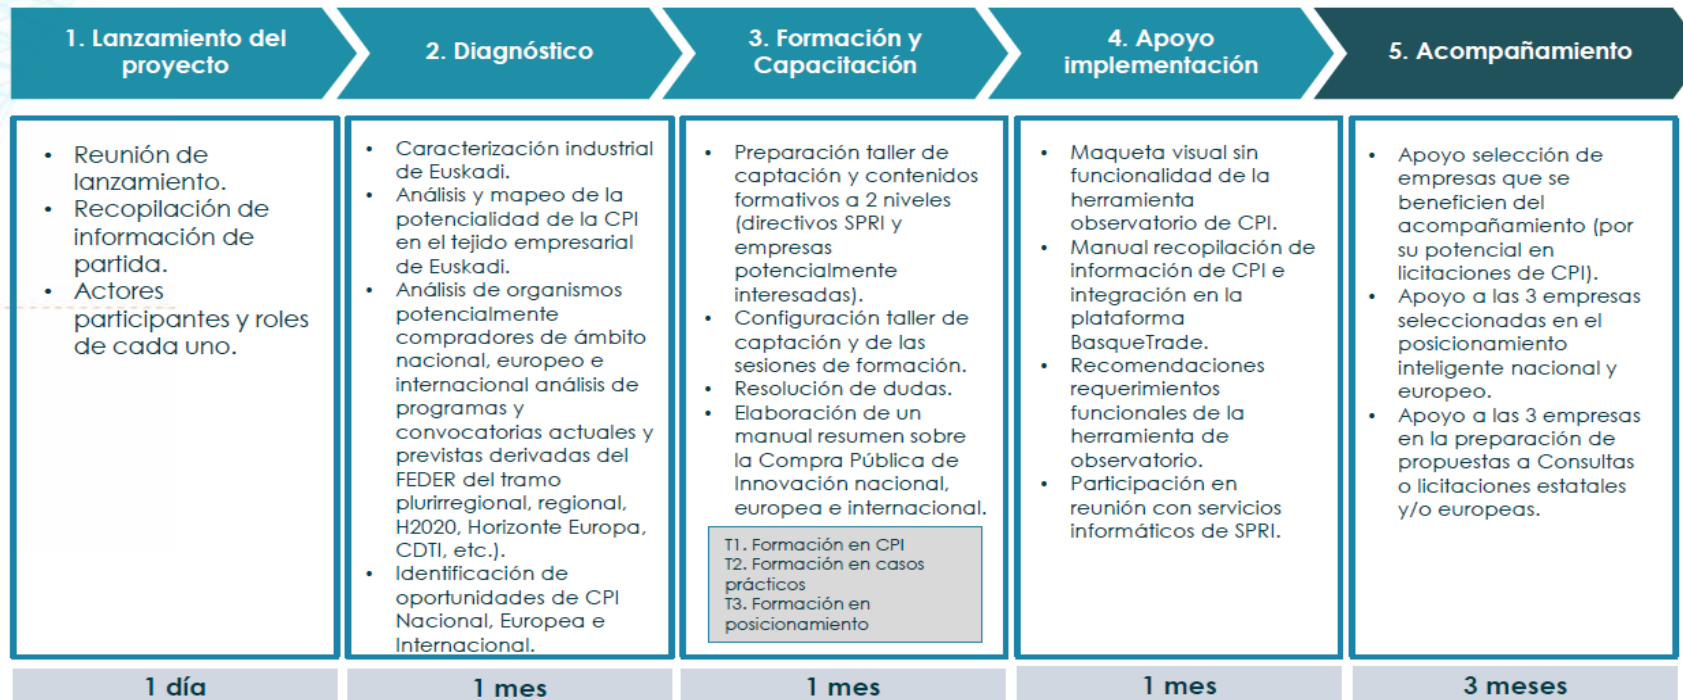 1. Lanzamiento del
proyecto
2. Diagnóstico
3. Formación y
Capacitación
4. Apoyo
implementación
5. Acompañamiento
• Reunión de
lanzamiento.
• Recopilación de
información de
partida.
• Actores
participantes y roles
de cada uno.
• Caracterización industrial
de Euskadi.
• Análisis y mapeo de la
potencialidad de la CPI
en el tejido empresarial
de Euskadi.
• Análisis de organismos
potencialmente
compradores de ámbito
nacional, europeo e
internacional análisis de
programas y
convocatorias actuales y
previstas derivadas del
FEDER del tramo
plurirregional, regional,
H2020, Horizonte Europa,
CDTI, etc.).
• Identificación de
oportunidades de CPI
Nacional, Europea e
Internacional.
• Preparación taller de
captación y contenidos
formativos a 2 niveles
(directivos SPRI y
empresas
potencialmente
interesadas).
• Configuración taller de
captación y de las
sesiones de formación.
• Resolución de dudas.
• Elaboración de un
manual resumen sobre
la Compra Pública de
Innovación nacional,
europea e internacional.
T1. Formación en CPI
T2. Formación en casos
prácticos
T3. Formación en
posicionamiento
• Maqueta visual sin
funcionalidad de la
herramienta
observatorio de CPI.
• Manual recopilación de
información de CPI e
integración en la
plataforma
BasqueTrade.
• Recomendaciones
requerimientos
funcionales de la
herramienta de
observatorio.
• Participación en
reunión con servicios
informáticos de SPRI.
• Apoyo selección de
empresas que se
beneficien del
acompañamiento (por
su potencial en
licitaciones de CPI).
• Apoyo a las 3 empresas
seleccionadas en el
posicionamiento
inteligente nacional y
europeo.
• Apoyo a las 3 empresas
en la preparación de
propuestas a Consultas
o licitaciones estatales
y/o europeas.
1 día
1 mes
1 mes
1 mes
3 meses